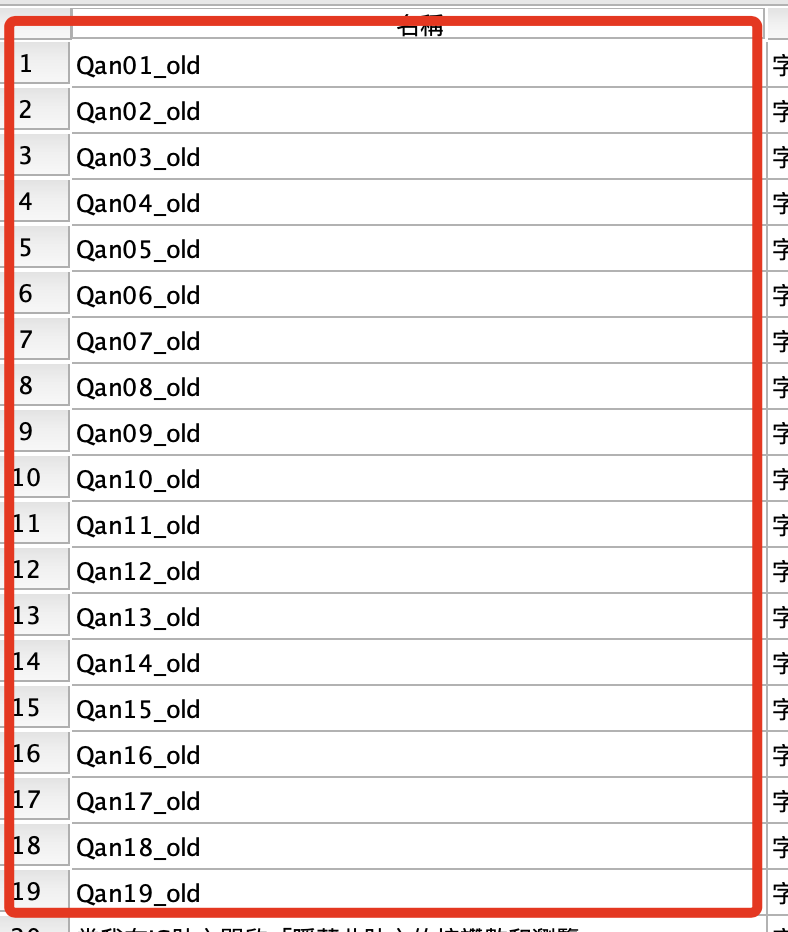 名稱
1 Qan01_old 字
2 Qan02_old 字
3 Qan03_old 字
4 Qan04_old 字
5 Qan05_old 字
6 Qan06_old 字
7 Qan07_old 字
8 Qan08_old 字
9 Qan09_old 字
10 Qan10_old 字
11 Qan11_old 字
12 Qan12_old 字
13 Qan13_old 字
14 Qan14_old 字
15 Qan15_old 字
16 Qan16_old 字
17 Qan17_old 字
18 Qan18_old 字
19 Qan19_old 字